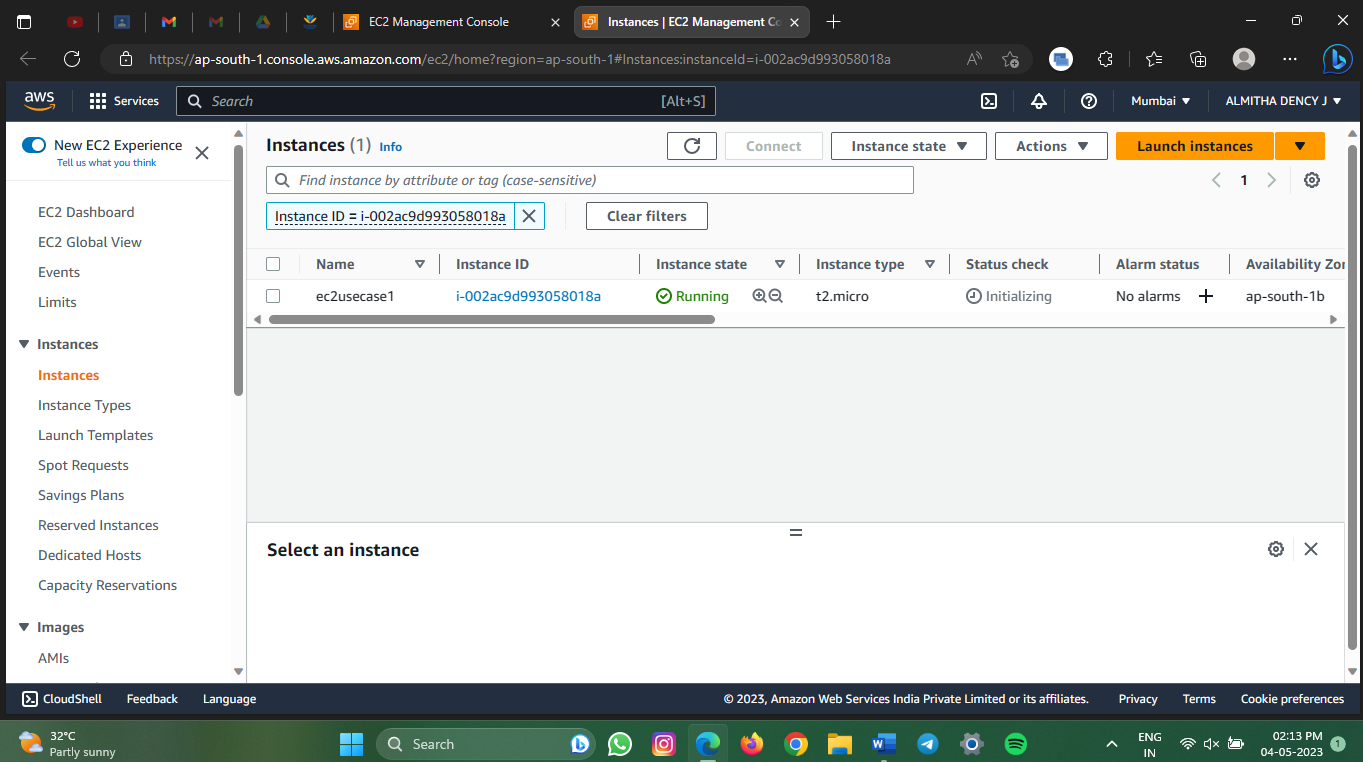 EC2 Management Console
Instances | EC2 Management Co
https://ap-south-1.console.aws.amazon.com/ec2/home?region=ap-south-1#Instances:instanceId=i-002ac9d993058018a
aws
Services
Search
[Alt+S]
Mumbai
ALMITHA DENCY J
New EC2 Experience
Tell us what you think
EC2 Dashboard
EC2 Global View
Events
Limits
Instances
Instances
Instance Types
Launch Templates
Spot Requests
Savings Plans
Reserved Instances
Dedicated Hosts
Capacity Reservations
Images
AMIs
Instances (1) Info
Connect
Instance state
Actions
Launch instances
Find instance by attribute or tag (case-sensitive)
1
Instance ID = i-002ac9d993058018a
Clear filters
Name Instance ID Instance state Instance type Status check Alarm status Availability Zon
ec2usecase1 i-002ac9d993058018a Running t2.micro Initializing No alarms ap-south-1b
Select an instance
CloudShell Feedback Language © 2023, Amazon Web Services India Private Limited or its affiliates. Privacy Terms Cookie preferences
32°C
Partly sunny
Search
ENG
IN
02:13 PM
04-05-2023
1